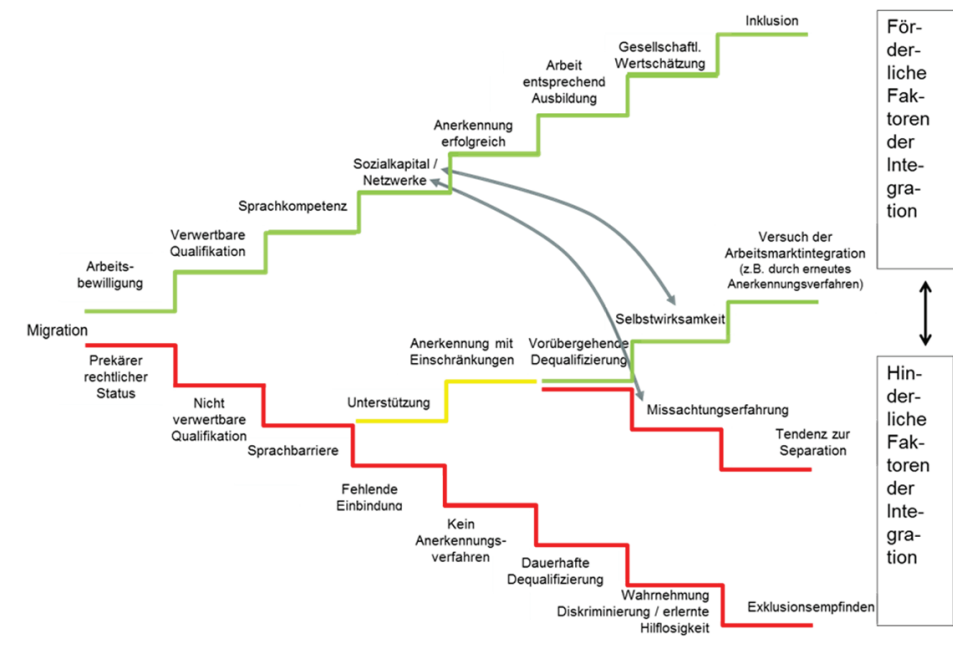 Inklusion
Gesellschaftl.
Wertschätzung
Arbeit
entsprechend
Ausbildung
Anerkennung
erfolgreich
Sozialkapital /
Netzwerke
Sprachkompetenz
Verwertbare
Qualifikation
Arbeits-
bewilligung
Migration
Prekärer
rechtlicher
Status
Nicht
verwertbare
Qualifikation
Sprachbarriere
Fehlende
Einbindung
Kein
Anerkennungs-
verfahren
Dauerhafte
Dequalifizierung
Wahrnehmung
Diskriminierung / erlernte
Hilflosigkeit
Exklusionsempfinden
Unterstützung
Anerkennung mit
Einschränkungen
Vorübergehende
Dequalifizierung
Selbstwirksamkeit
Versuch der
Arbeitsmarktintegration
(z.B. durch erneutes
Anerkennungsverfahren)
Missachtungserfahrung
Tendenz zur
Separation
För-
der-
liche
Fak-
toren
der
Inte-
gra-
tion
Hin-
der-
liche
Fak-
toren
der
Inte-
gra-
tion